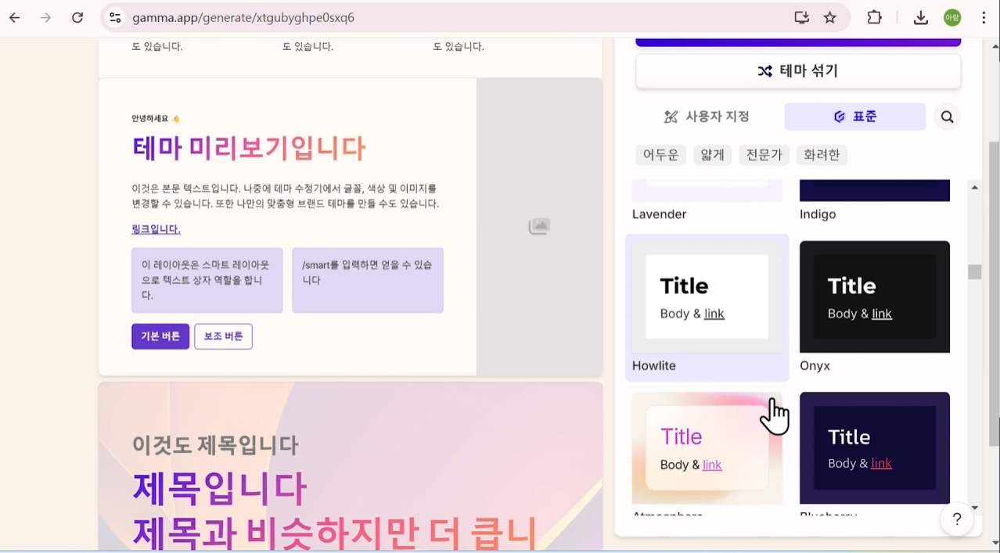 gamma.app/generate/xtgubyghpe0sxq6
아람
도 있습니다.
도 있습니다.
도 있습니다.
안녕하세요
테마 미리보기입니다
이것은 본문 텍스트입니다. 나중에 테마 수정기에서 글꼴, 색상 및 이미지를
변경할 수 있습니다. 또한 나만의 맞춤형 브랜드 테마를 만들 수도 있습니다.
링크입니다.
이 레이아웃은 스마트 레이아웃
으로 텍스트 상자 역할을 합니
다.
/smart를 입력하면 얻을 수 있습
니다
기본 버튼
보조 버튼
이것도 제목입니다
제목입니다
제목과 비슷하지만 더 큽니
테마 섞기
사용자 지정
표준
어두운
얇게
전문가
화려한
Lavender
Indigo
Title
Body & link
Howlite
Title
Body & link
Onyx
Title
Body & link
Atmosphere
Title
Body & link
Blueberry
?